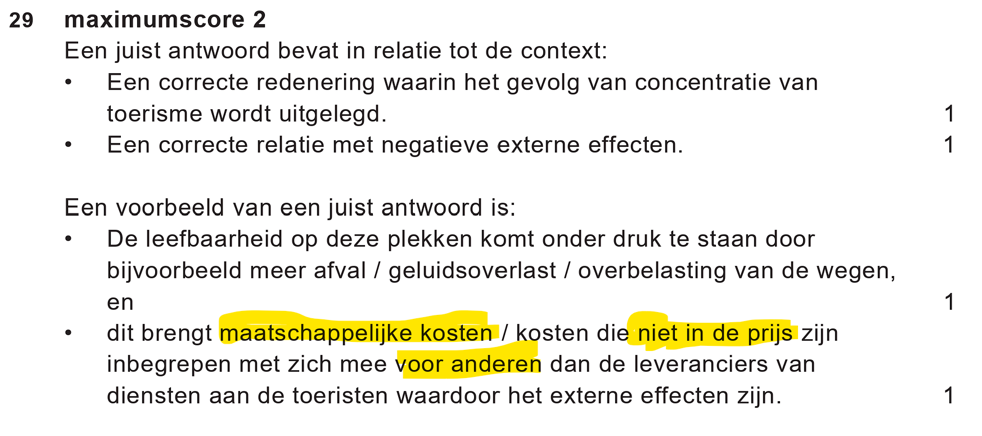 29 maximumscore 2
Een juist antwoord bevat in relatie tot de context:
• Een correcte redenering waarin het gevolg van concentratie van
toerisme wordt uitgelegd. 1
• Een correcte relatie met negatieve externe effecten. 1
Een voorbeeld van een juist antwoord is:
• De leefbaarheid op deze plekken komt onder druk te staan door
bijvoorbeeld meer afval / geluidsoverlast / overbelasting van de wegen,
en 1
• dit brengt maatschappelijke kosten / kosten die niet in de prijs zijn
inbegrepen met zich mee voor anderen dan de leveranciers van
diensten aan de toeristen waardoor het externe effecten zijn. 1